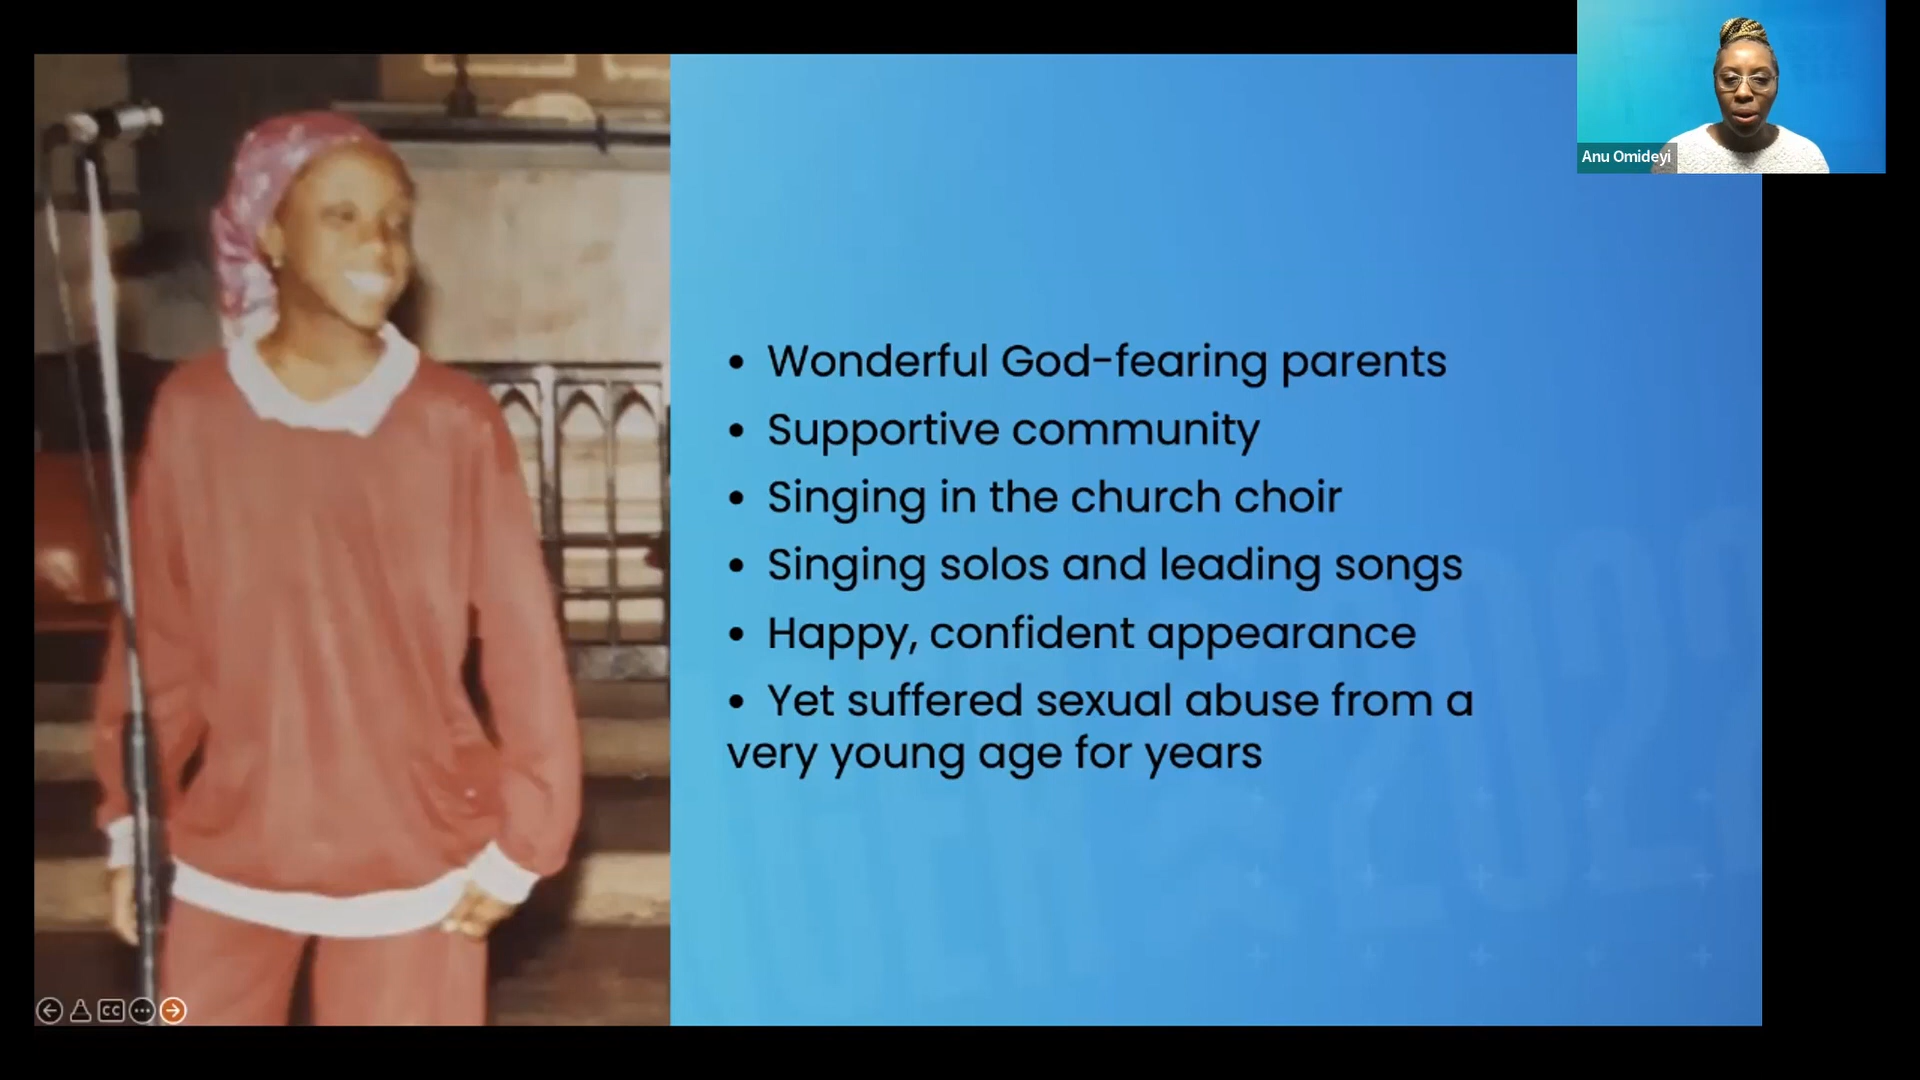 Anu Omideyi
• Wonderful God-fearing parents
• Supportive community
• Singing in the church choir
• Singing solos and leading songs
• Happy, confident appearance
• Yet suffered sexual abuse from a
very young age for years
CC